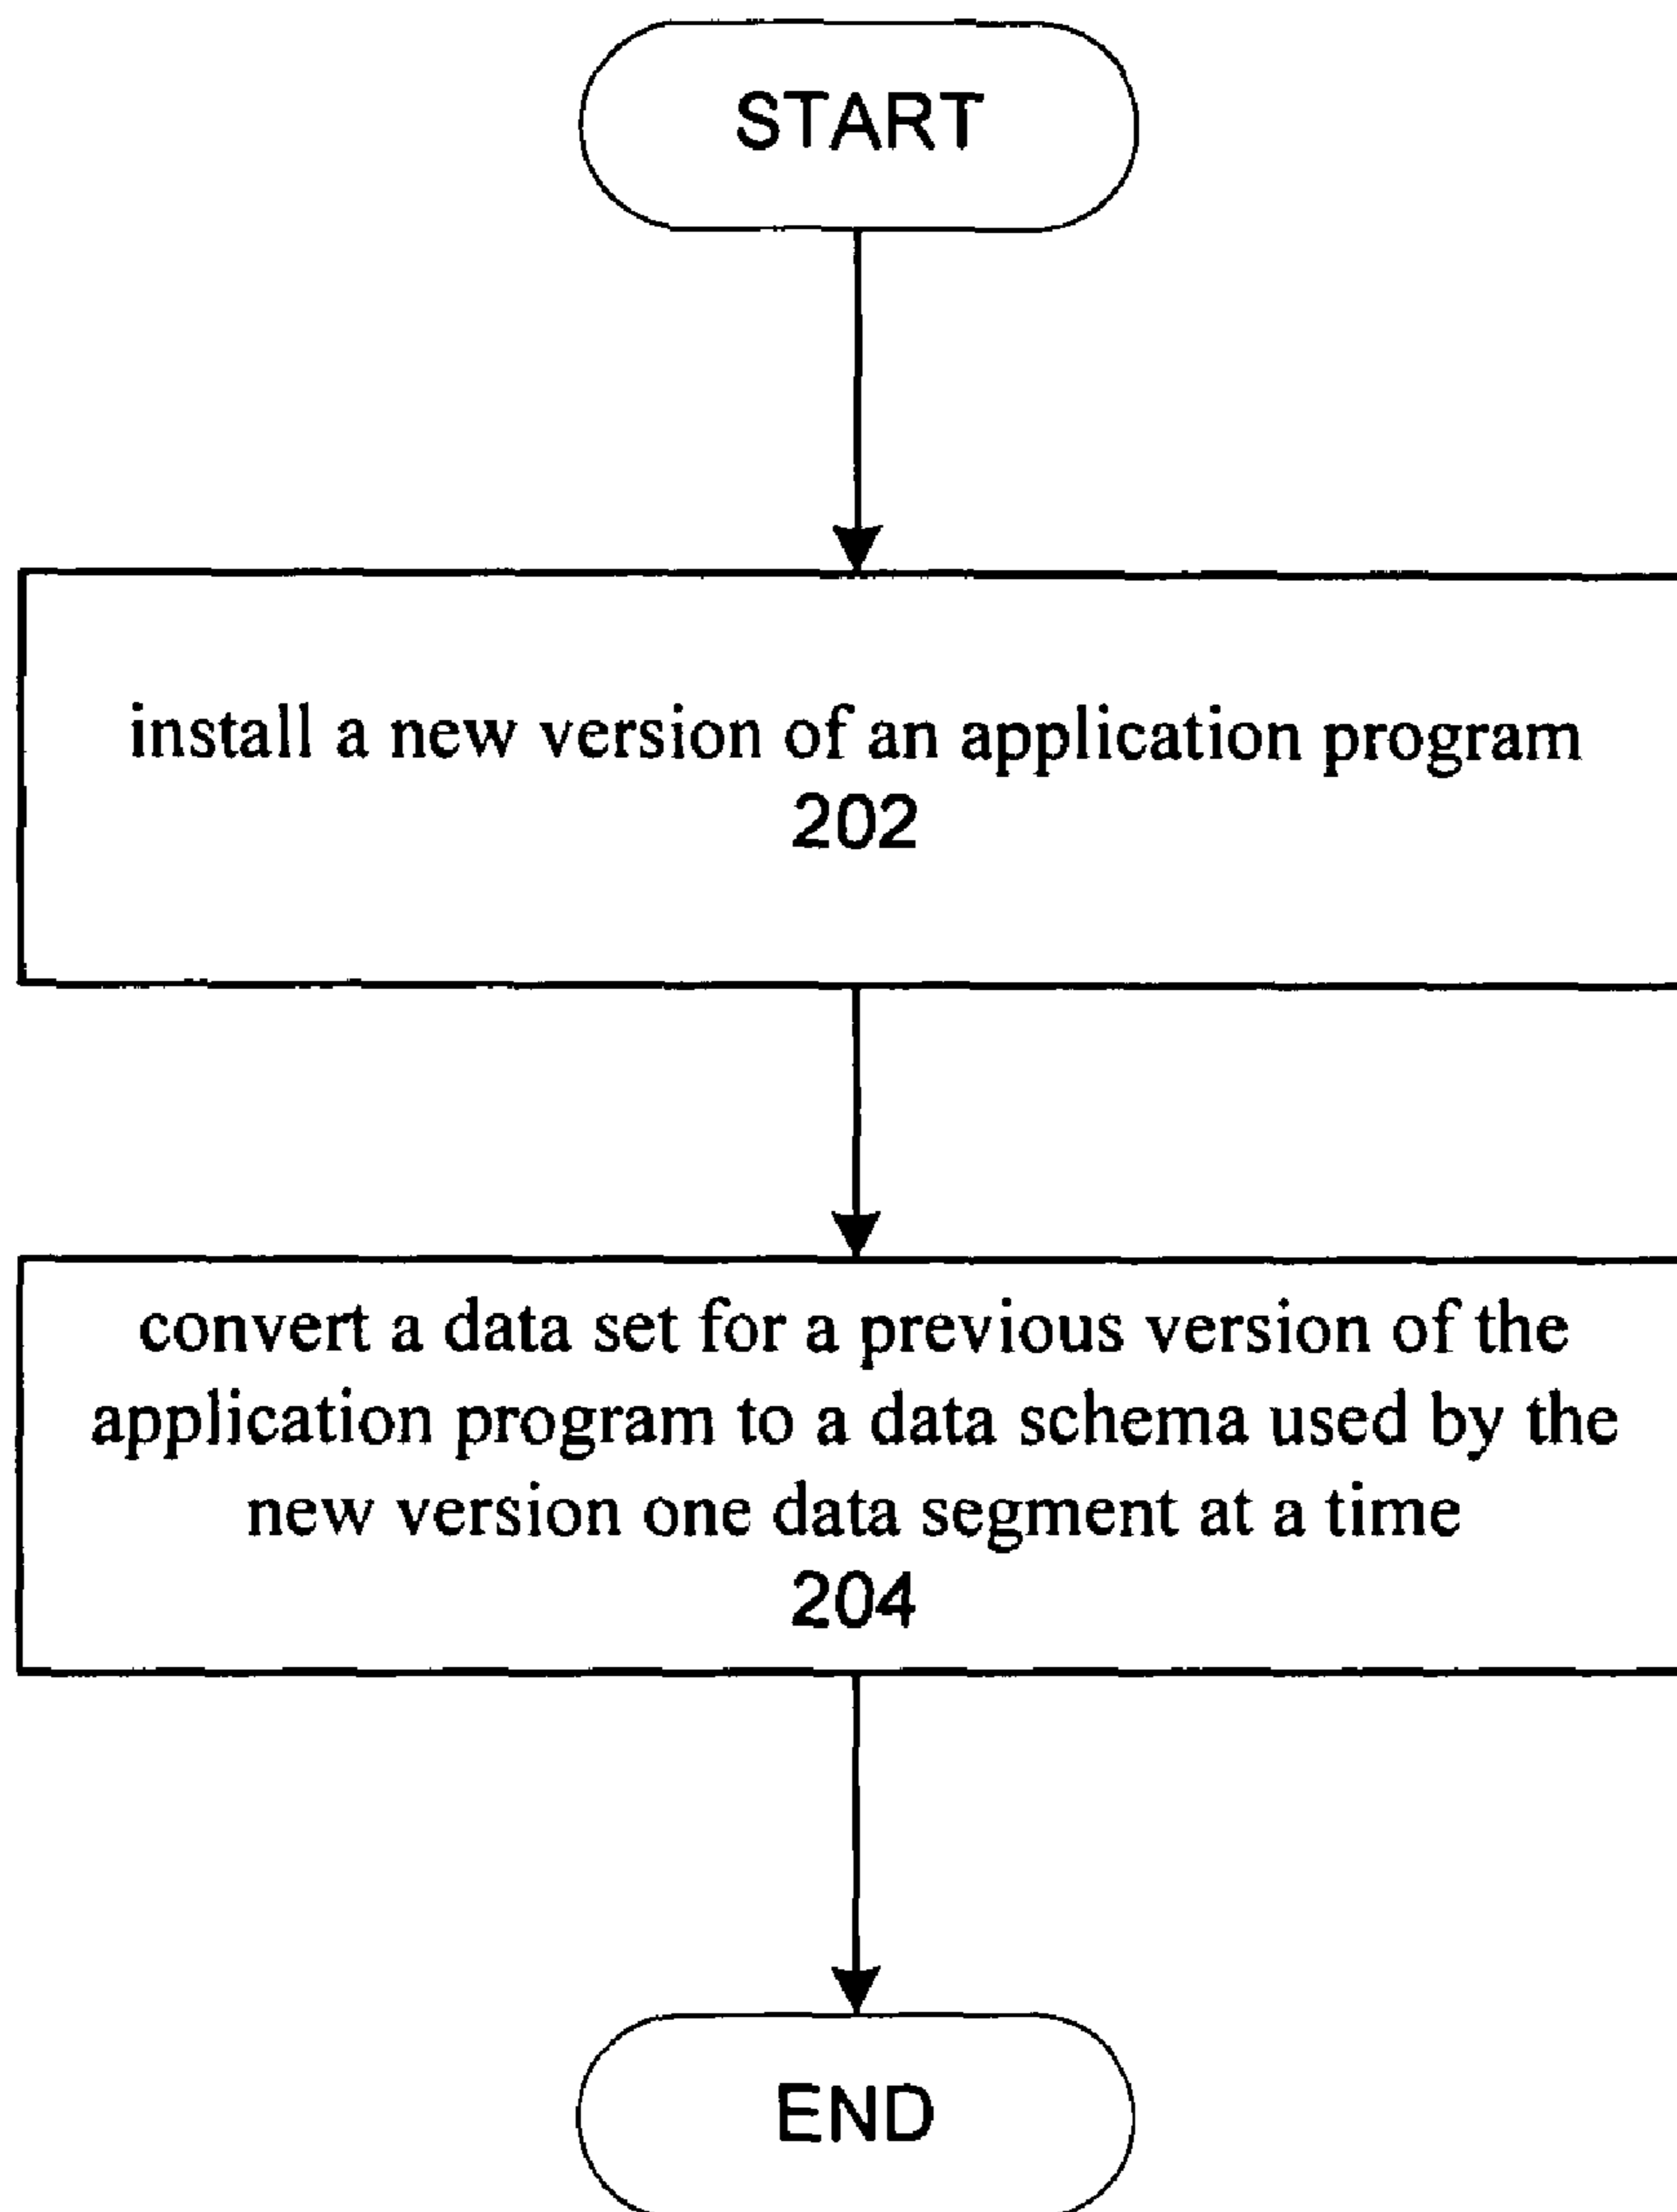 START
install a new version of an application program
202
convert a data set for a previous version of the
application program to a data schema used by the
new version one data segment at a time
204
END